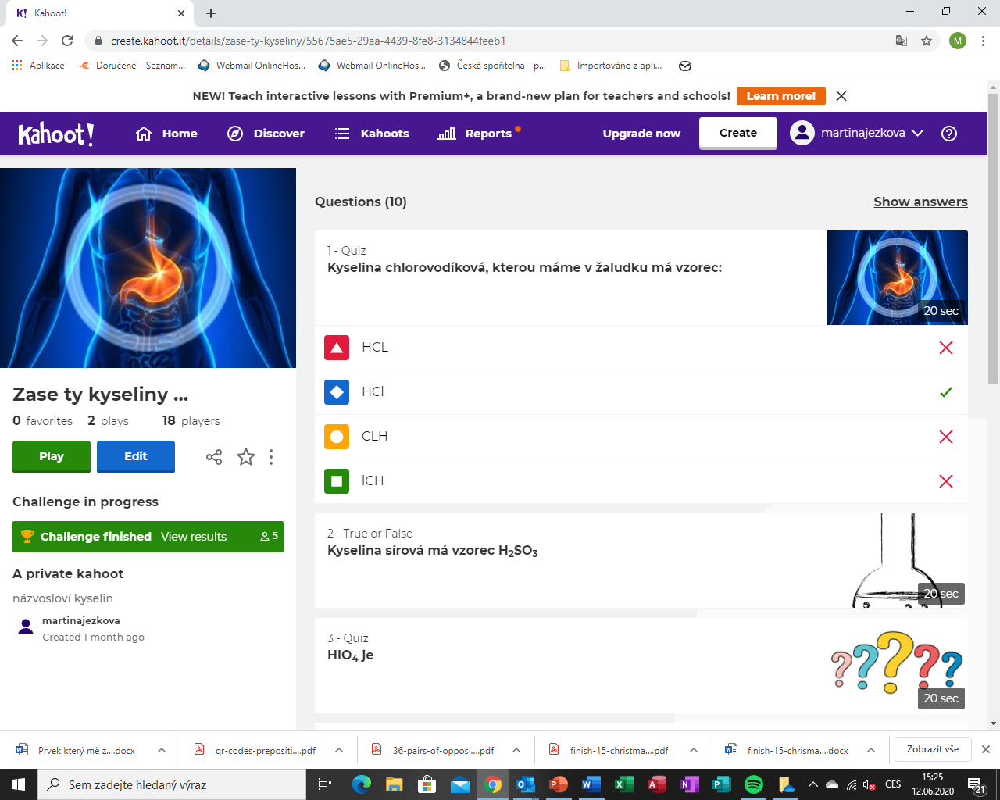 Kahoot!
create.kahoot.it/details/zase-ty-kyseliny/55675ae5-29aa-4439-8fe8-3134844feeb1
M
Aplikace
Doručené – Seznam...
Webmail OnlineHos...
Webmail OnlineHos...
Česká spořitelna - p...
Importováno z apli...
NEW! Teach interactive lessons with Premium+, a brand-new plan for teachers and schools!
Learn more!
Kahoot!
Home
Discover
Kahoots
Reports
Upgrade now
Create
martinajezkova
Zase ty kyseliny ...
0 favorites 2 plays 18 players
Play
Edit
Challenge in progress
Challenge finished View results 5
A private kahoot
názvosloví kyselin
martinajezkova
Created 1 month ago
Questions (10)
Show answers
1 - Quiz
Kyselina chlorovodíková, kterou máme v žaludku má vzorec:
20 sec
HCL
HCl
CLH
lCH
2 - True or False
Kyselina sírová má vzorec H₂SO₃
20 sec
3 - Quiz
HIO₄ je
20 sec
Prvek který mě z....docx
qr-codes-prepositi....pdf
36-pairs-of-opposi....pdf
finish-15-christma....pdf
finish-15-chrisma....docx
Zobrazit vše
Sem zadejte hledaný výraz
CES
15:25
12.06.2020
21